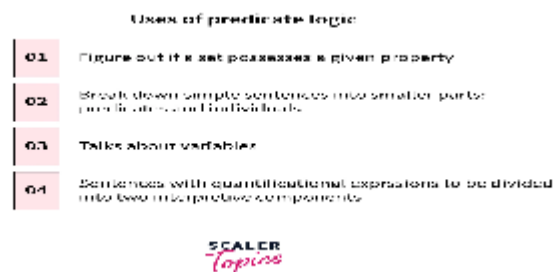 Uses of predicate logic
01
Figure out if a set possesses a given property
02
Break down simple sentences into smaller parts:
predicates and individuals
03
Talks about variables
04
Sentences with quantificational expressions to be divided
into two interpretive components
SCALER
Topics